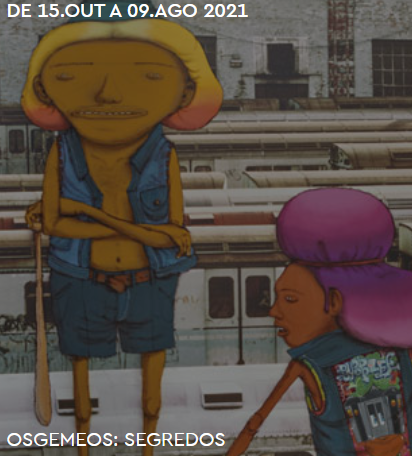 DE 15.OUT A 09.AGO 2021
OSGEMEOS: SEGREDOS